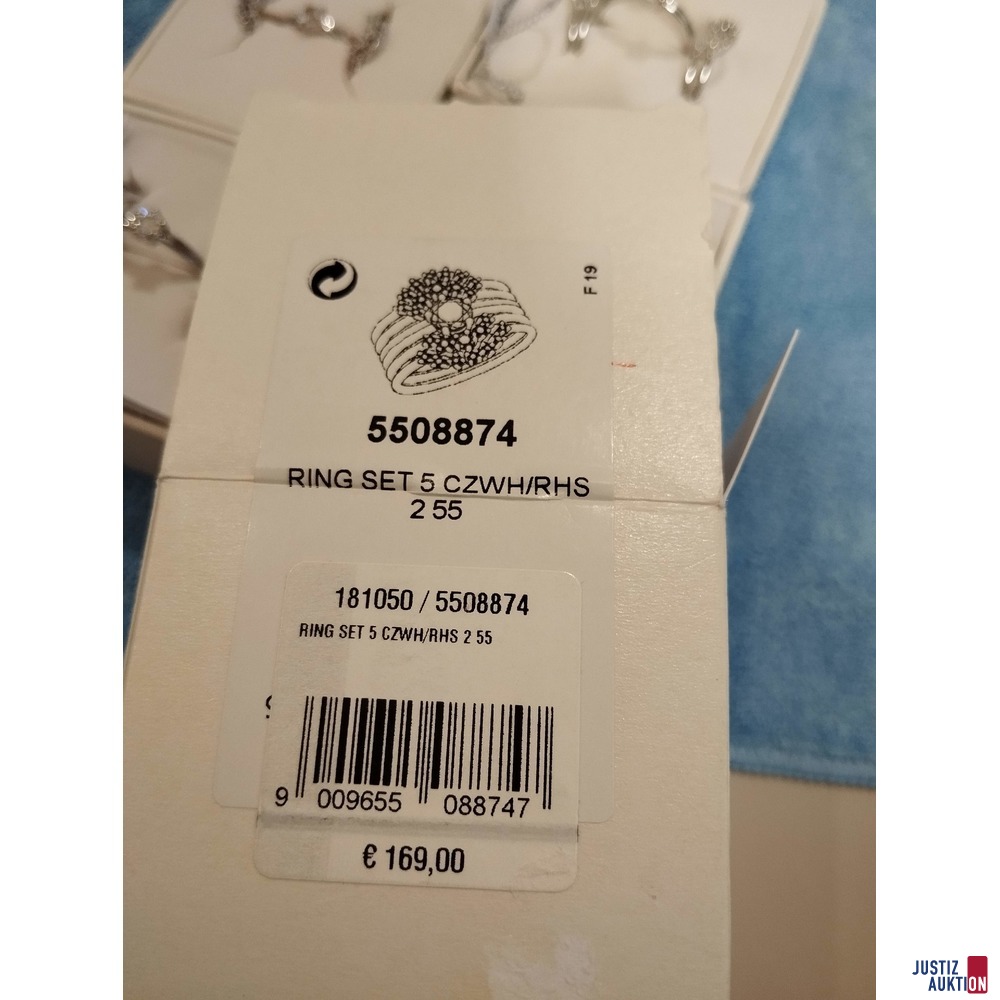 F 19
5508874
RING SET 5 CZWH/RHS
2 55
181050 / 5508874
RING SET 5 CZWH/RHS 2 55
9 009655 088747
€ 169,00
JUSTIZ
AUKTION